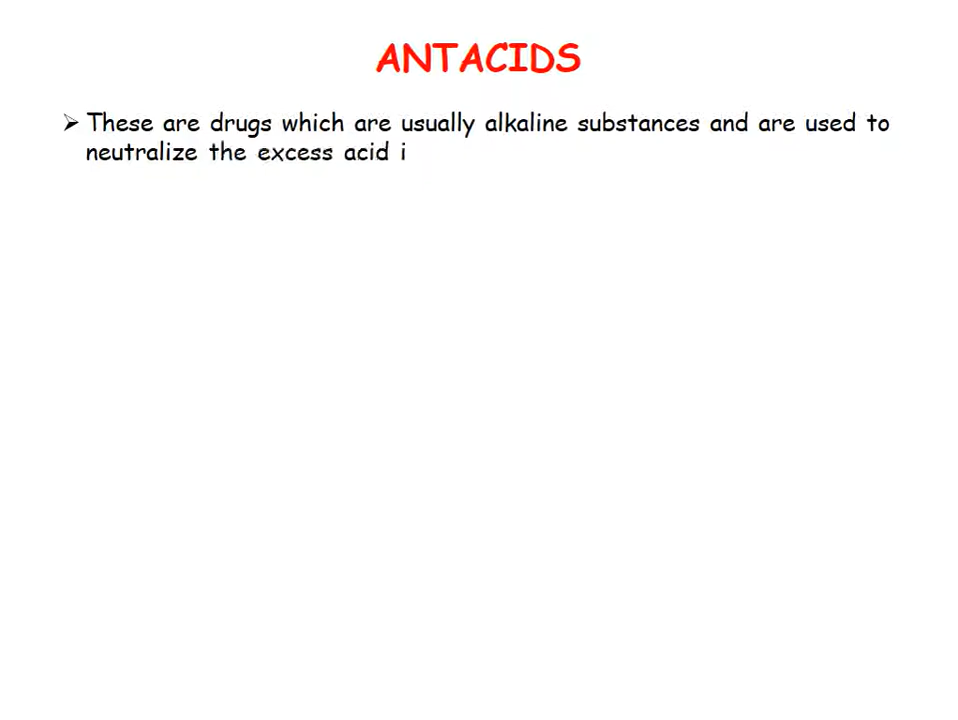 ANTACIDS
➢ These are drugs which are usually alkaline substances and are used to
neutralize the excess acid i